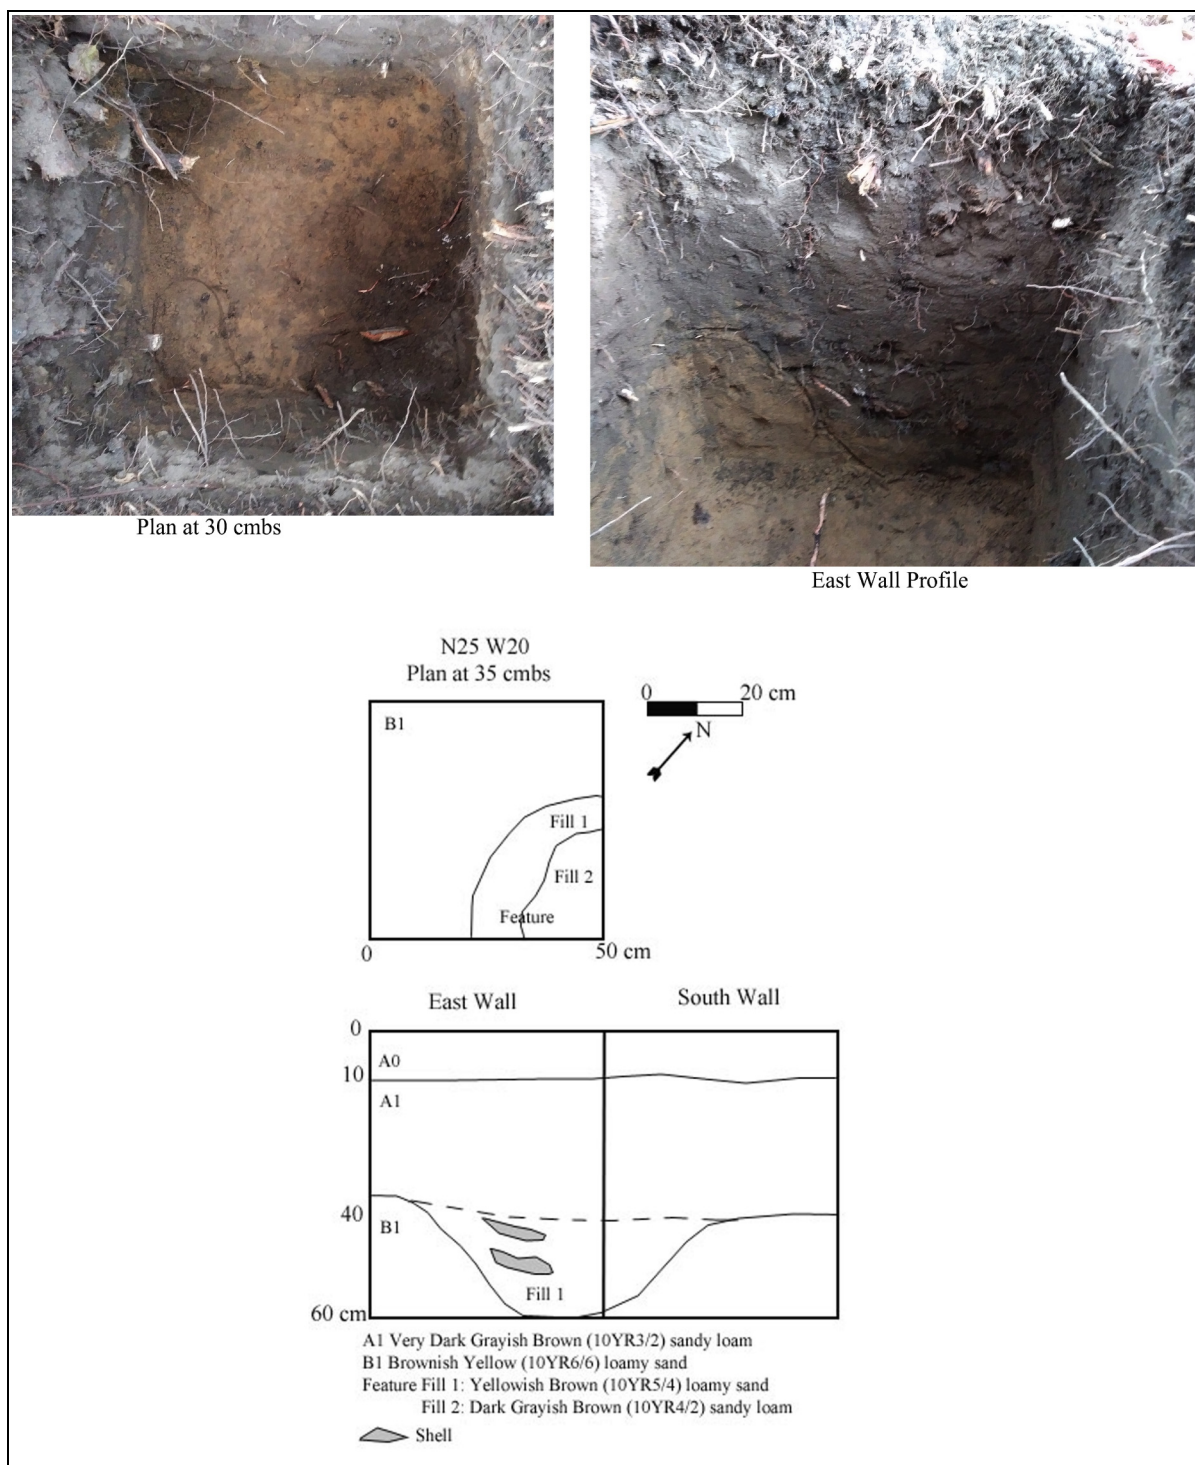 Plan at 30 cmbs
East Wall Profile
N25 W20
Plan at 35 cmbs
0 20 cm
N
B1
Fill 1
Fill 2
Feature
0 50 cm
East Wall South Wall
0
A0
10
A1
40
B1
Fill 1
60 cm
A1 Very Dark Grayish Brown (10YR3/2) sandy loam
B1 Brownish Yellow (10YR6/6) loamy sand
Feature Fill 1: Yellowish Brown (10YR5/4) loamy sand
Fill 2: Dark Grayish Brown (10YR4/2) sandy loam
Shell